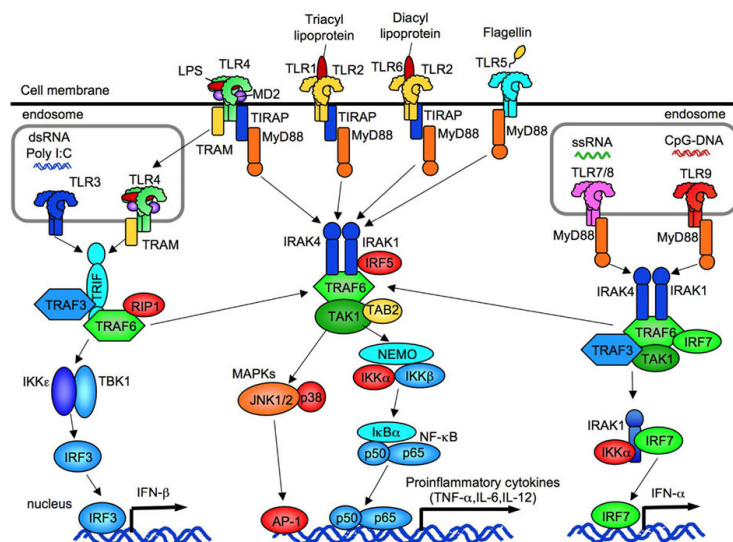 Triacyl
lipoprotein
Diacyl
lipoprotein
Flagellin
LPS
TLR4
MD2
TLR1
TLR2
TLR6
TLR2
TLR5
Cell membrane
endosome
endosome
dsRNA
Poly I:C
TRAM
TIRAP
MyD88
TIRAP
MyD88
TIRAP
MyD88
MyD88
ssRNA
CpG-DNA
TLR3
TLR4
TLR7/8
TLR9
TRAM
MyD88
MyD88
IRAK4
IRAK1
IRF5
TRIF
TRAF3
RIP1
TRAF6
TRAF6
TAK1
TAB2
IRAK4
IRAK1
TRAF6
IRF7
TRAF3
TAK1
IKKε
TBK1
MAPKs
JNK1/2
p38
NEMO
IKKα
IKKβ
IRAK1
IKKα
IRF7
IκBα
NF-κB
p50
p65
IRF3
nucleus
IRF3
IFN-β
AP-1
p50
p65
Proinflammatory cytokines
(TNF-α,IL-6,IL-12)
IRF7
IFN-α